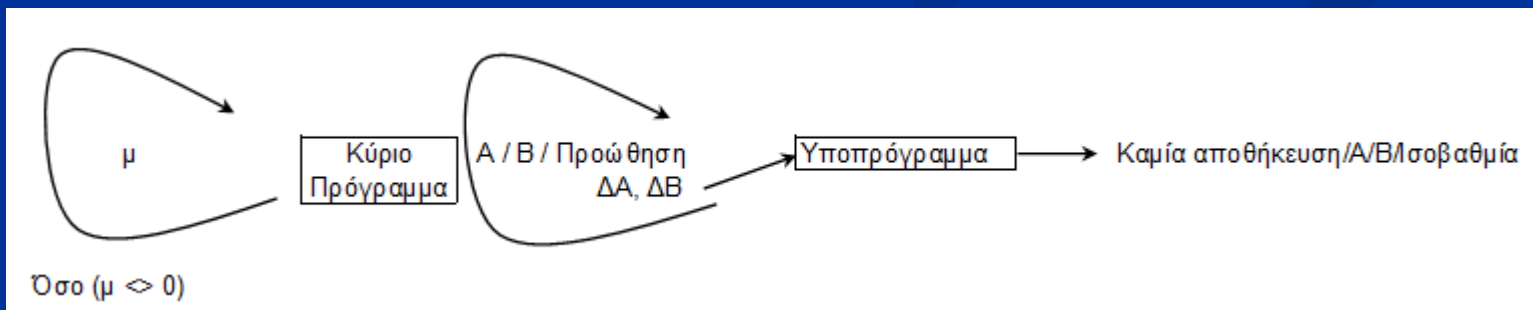 μ
Κύριο
Πρόγραμμα
Α / Β / Προώθηση
ΔΑ, ΔΒ
Υποπρόγραμμα
Καμία αποθήκευση/Α/Β/Ισοβαθμία
Όσο (μ <> 0)